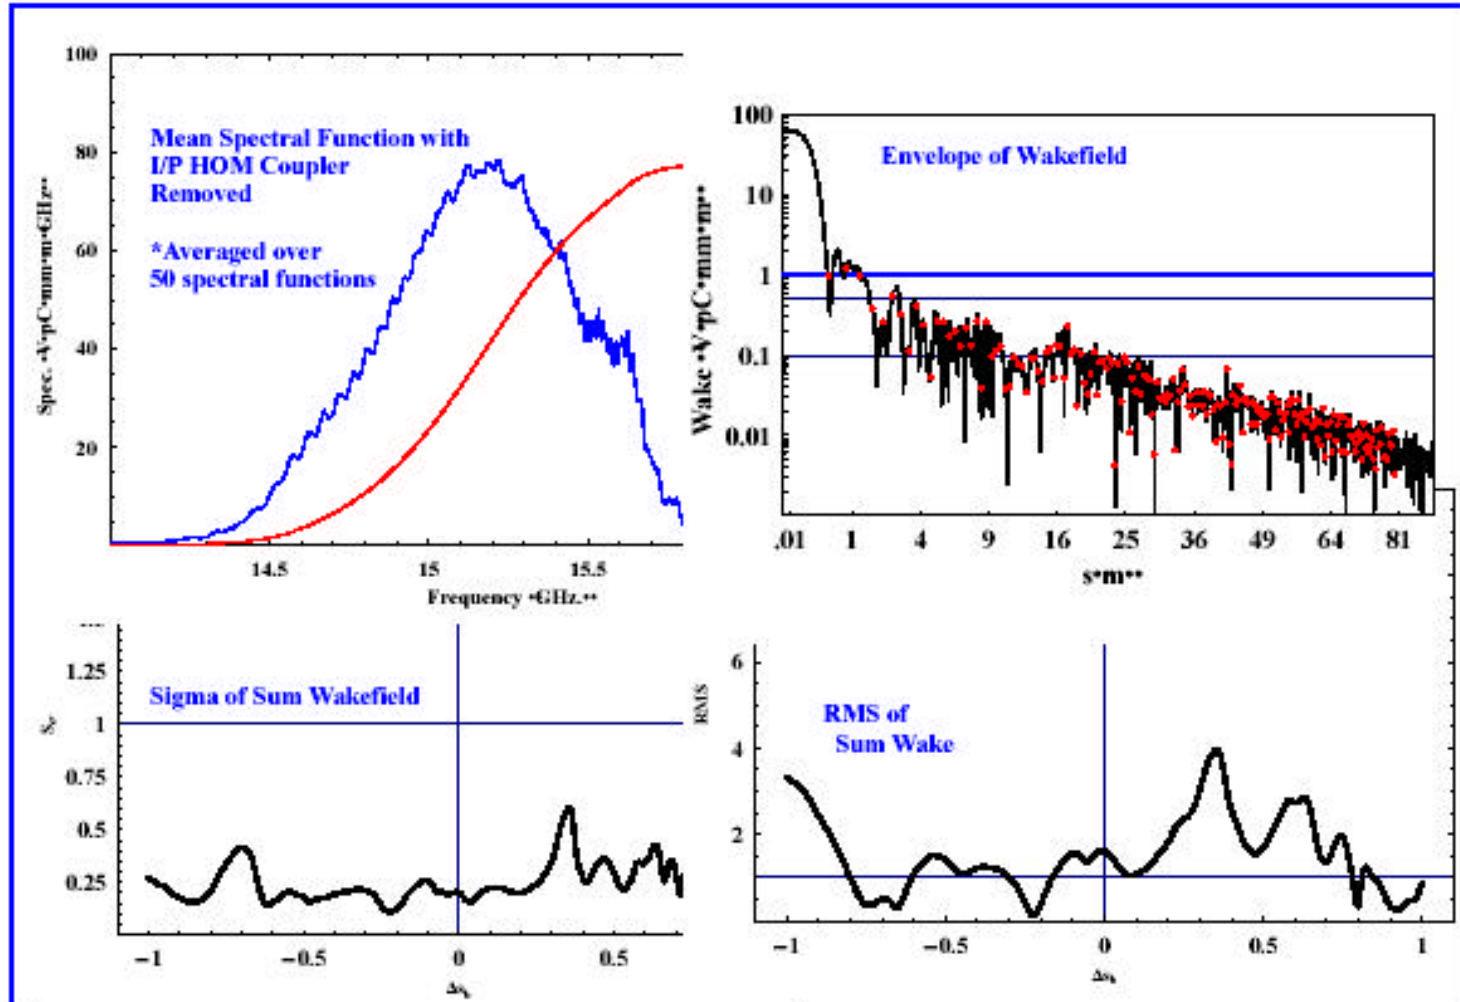 100
80
60
40
20
Mean Spectral Function with
I/P HOM Coupler
Removed
*Averaged over
50 spectral functions
Spec. •V•pC•mm•m•GHz••
14.5 15 15.5
Frequency •GHz.••
100
10
1
0.1
0.01
Envelope of Wakefield
Wake •V•pC•mm•m••
.01 1 4 9 16 25 36 49 64 81
s•m••
1.25
1
0.75
0.5
0.25
Sigma of Sum Wakefield
−1 −0.5 0 0.5
6
4
2
RMS
RMS of
Sum Wake
−1 −0.5 0 0.5 1